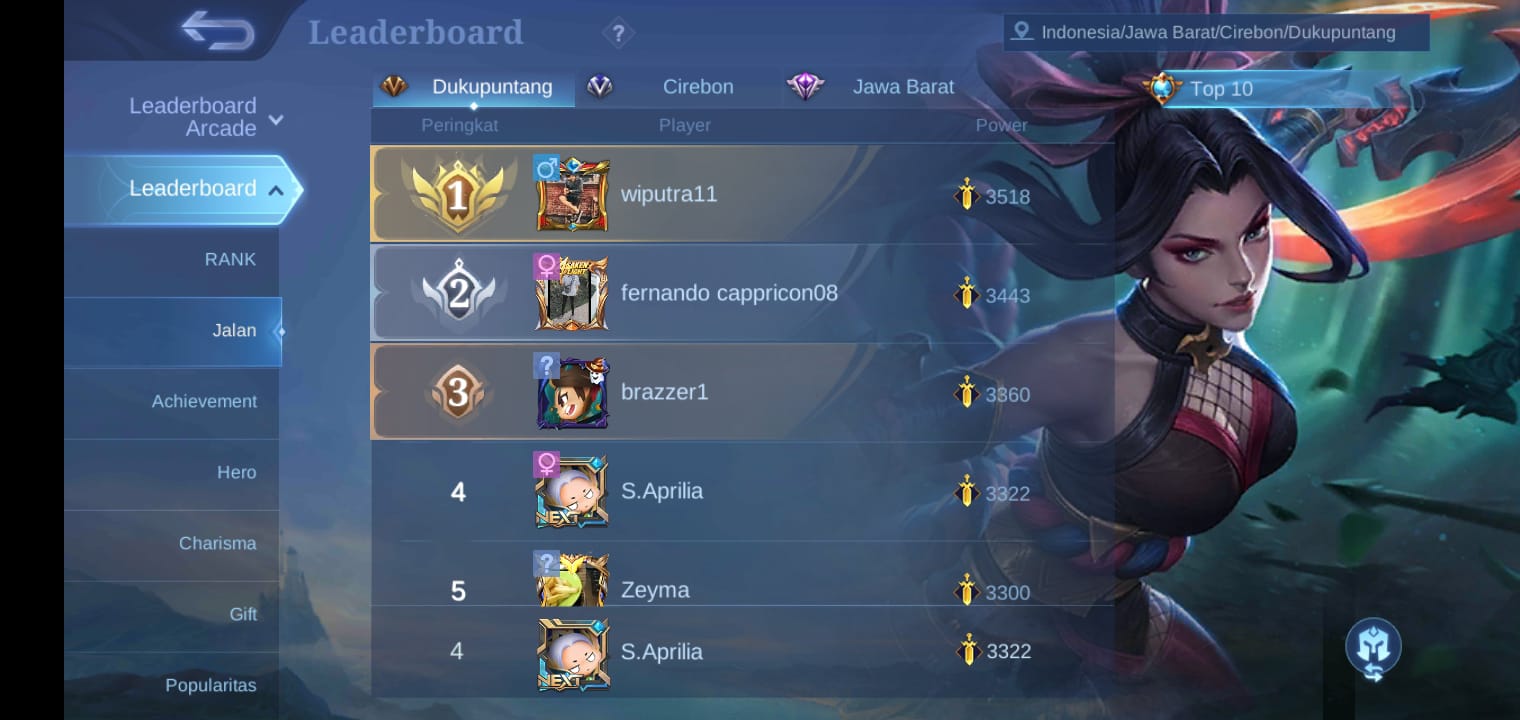 Leaderboard
?
Indonesia/Jawa Barat/Cirebon/Dukupuntang
Leaderboard
Arcade
Leaderboard
RANK
Jalan
Achievement
Hero
Charisma
Gift
Popularitas
Dukupuntang Cirebon Jawa Barat Top 10
Peringkat Player Power
1 wiputra11 3518
2 fernando cappricon08 3443
3 ? brazzer1 3360
4 NEXT S.Aprilia 3322
5 ? Zeyma 3300
4 NEXT S.Aprilia 3322